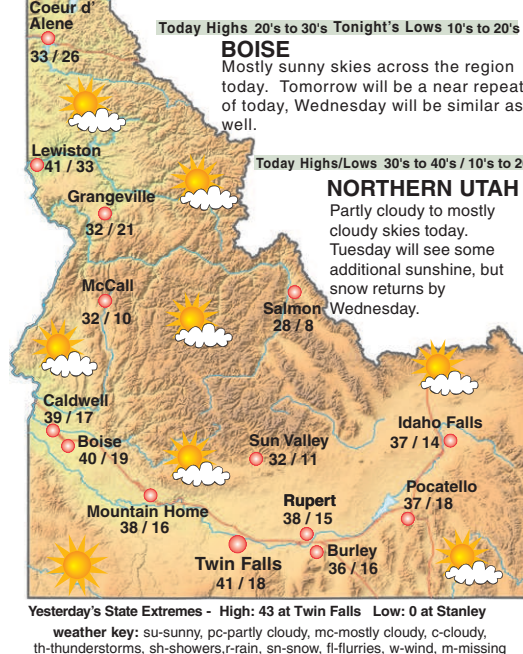 Coeur d'
Alene
33 / 26
Today Highs 20's to 30's Tonight's Lows 10's to 20's
BOISE
Mostly sunny skies across the region
today. Tomorrow will be a near repeat
of today, Wednesday will be similar as
well.
Lewiston
41 / 33
Today Highs/Lows 30's to 40's / 10's to
Grangeville
32 / 21
NORTHERN UTAH
Partly cloudy to mostly
cloudy skies today.
Tuesday will see some
additional sunshine, but
snow returns by
Wednesday.
McCall
32 / 10
Salmon
28 / 8
Caldwell
39 / 17
Boise
40 / 19
Sun Valley
32 / 11
Idaho Falls
37 / 14
Mountain Home
38 / 16
Rupert
38 / 15
Pocatello
37 / 18
Twin Falls
41 / 18
Burley
36 / 16
Yesterday's State Extremes - High: 43 at Twin Falls Low: 0 at Stanley
weather key: su-sunny, pc-partly cloudy, mc-mostly cloudy, c-cloudy,
th-thunderstorms, sh-showers,r-rain, sn-snow, fl-flurries, w-wind, m-missing